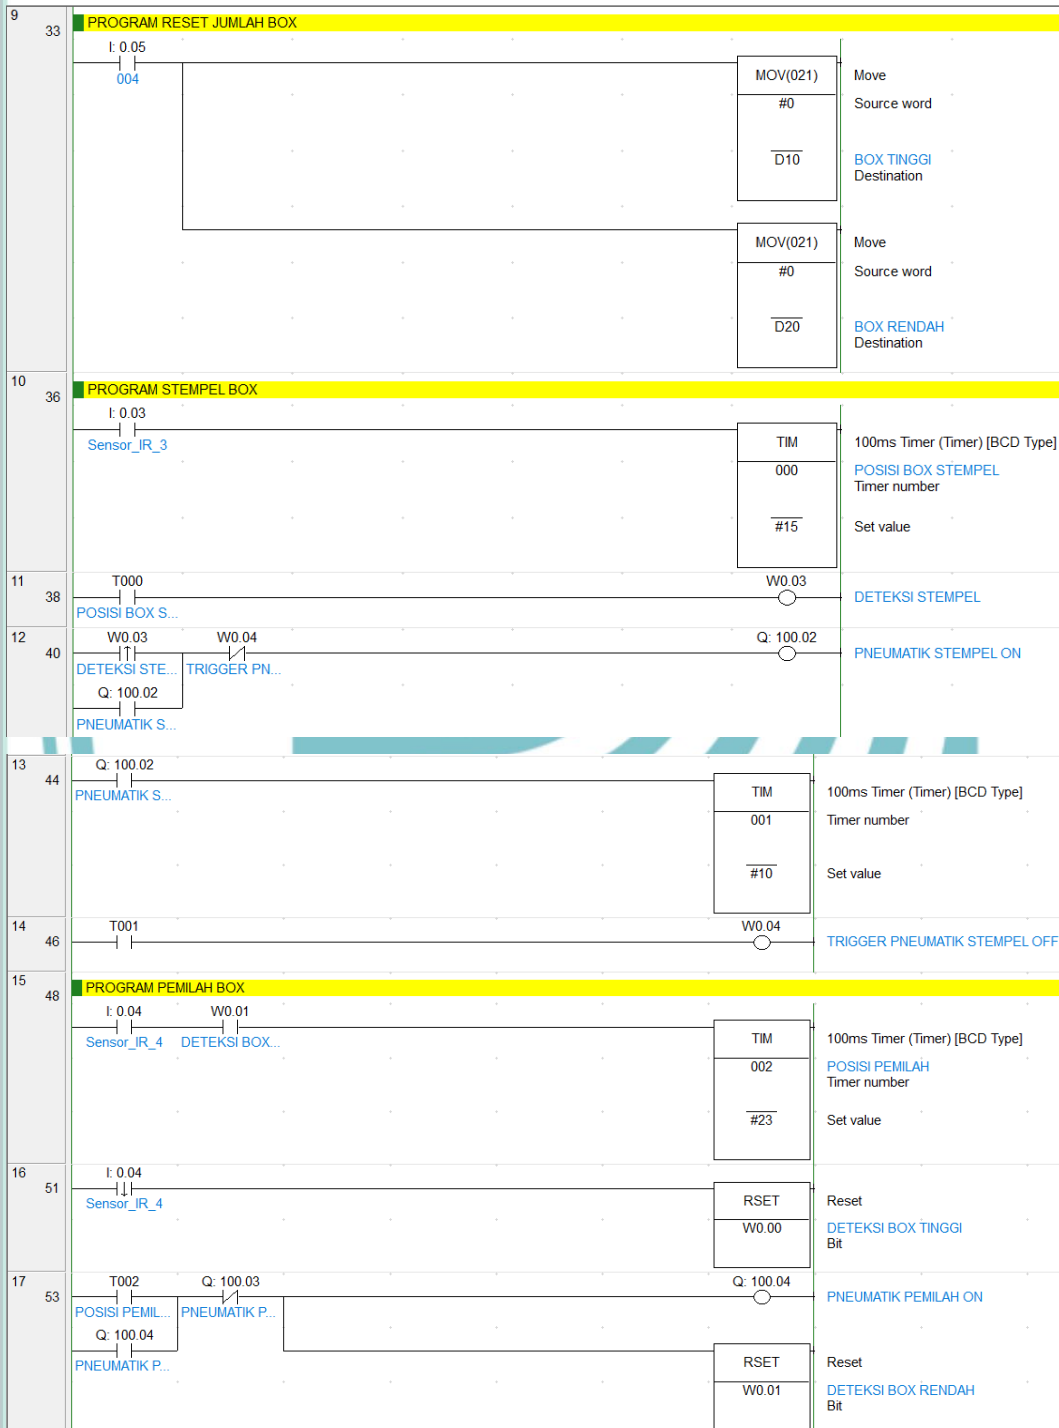 9
33
PROGRAM RESET JUMLAH BOX
I: 0.05
004
MOV(021)
Move
#0
Source word
D10
BOX TINGGI
Destination
MOV(021)
Move
#0
Source word
D20
BOX RENDAH
Destination
10
36
PROGRAM STEMPEL BOX
I: 0.03
Sensor_IR_3
TIM
100ms Timer (Timer) [BCD Type]
000
POSISI BOX STEMPEL
Timer number
#15
Set value
11
38
T000
POSISI BOX S...
W0.03
DETEKSI STEMPEL
12
40
W0.03
W0.04
Q: 100.02
DETEKSI STE...
TRIGGER PN...
PNEUMATIK STEMPEL ON
Q: 100.02
PNEUMATIK S...
13
44
Q: 100.02
PNEUMATIK S...
TIM
100ms Timer (Timer) [BCD Type]
001
Timer number
#10
Set value
14
46
T001
W0.04
TRIGGER PNEUMATIK STEMPEL OFF
15
48
PROGRAM PEMILAH BOX
I: 0.04
W0.01
Sensor_IR_4
DETEKSI BOX...
TIM
100ms Timer (Timer) [BCD Type]
002
POSISI PEMILAH
Timer number
#23
Set value
16
51
I: 0.04
Sensor_IR_4
RSET
Reset
W0.00
DETEKSI BOX TINGGI
Bit
17
53
T002
Q: 100.03
Q: 100.04
POSISI PEMIL...
PNEUMATIK P...
PNEUMATIK PEMILAH ON
Q: 100.04
PNEUMATIK P...
RSET
Reset
W0.01
DETEKSI BOX RENDAH
Bit